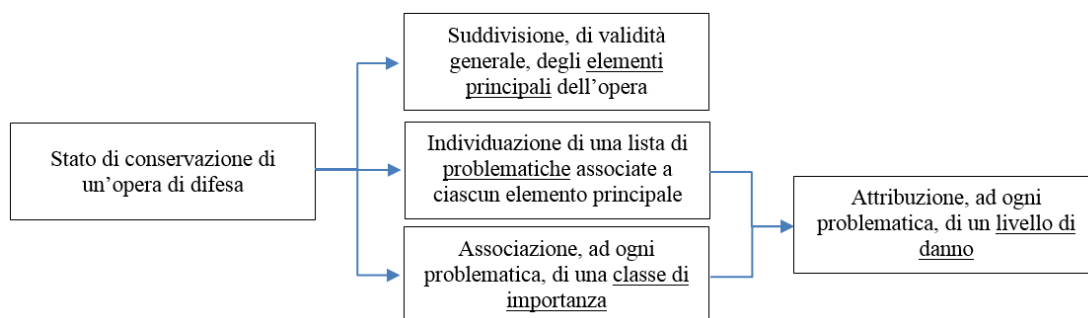 Suddivisione, di validità
generale, degli elementi
principali dell’opera
Stato di conservazione di
un’opera di difesa
Individuazione di una lista di
problematiche associate a
ciascun elemento principale
Associazione, ad ogni
problematica, di una classe di
importanza
Attribuzione, ad ogni
problematica, di un livello di
danno